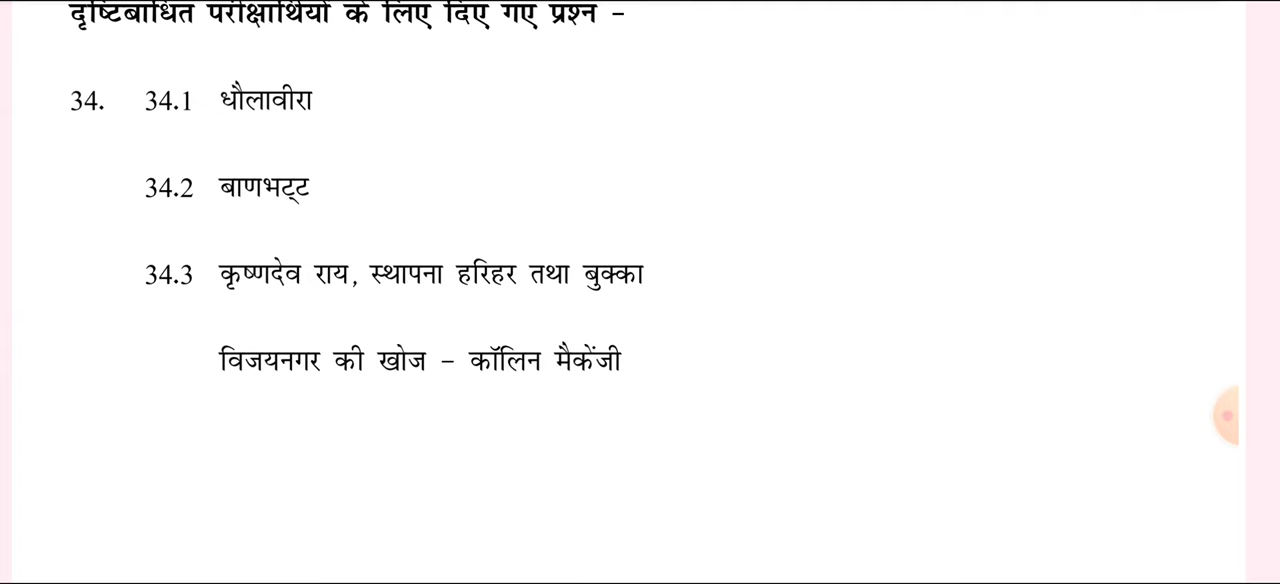 दृष्टिबाधित परीक्षार्थियों के लिए दिए गए प्रश्न –
34. 34.1 धौलावीरा
34.2 बाणभट्ट
34.3 कृष्णदेव राय, स्थापना हरिहर तथा बुक्का
विजयनगर की खोज – कॉलिन मैकेंजी